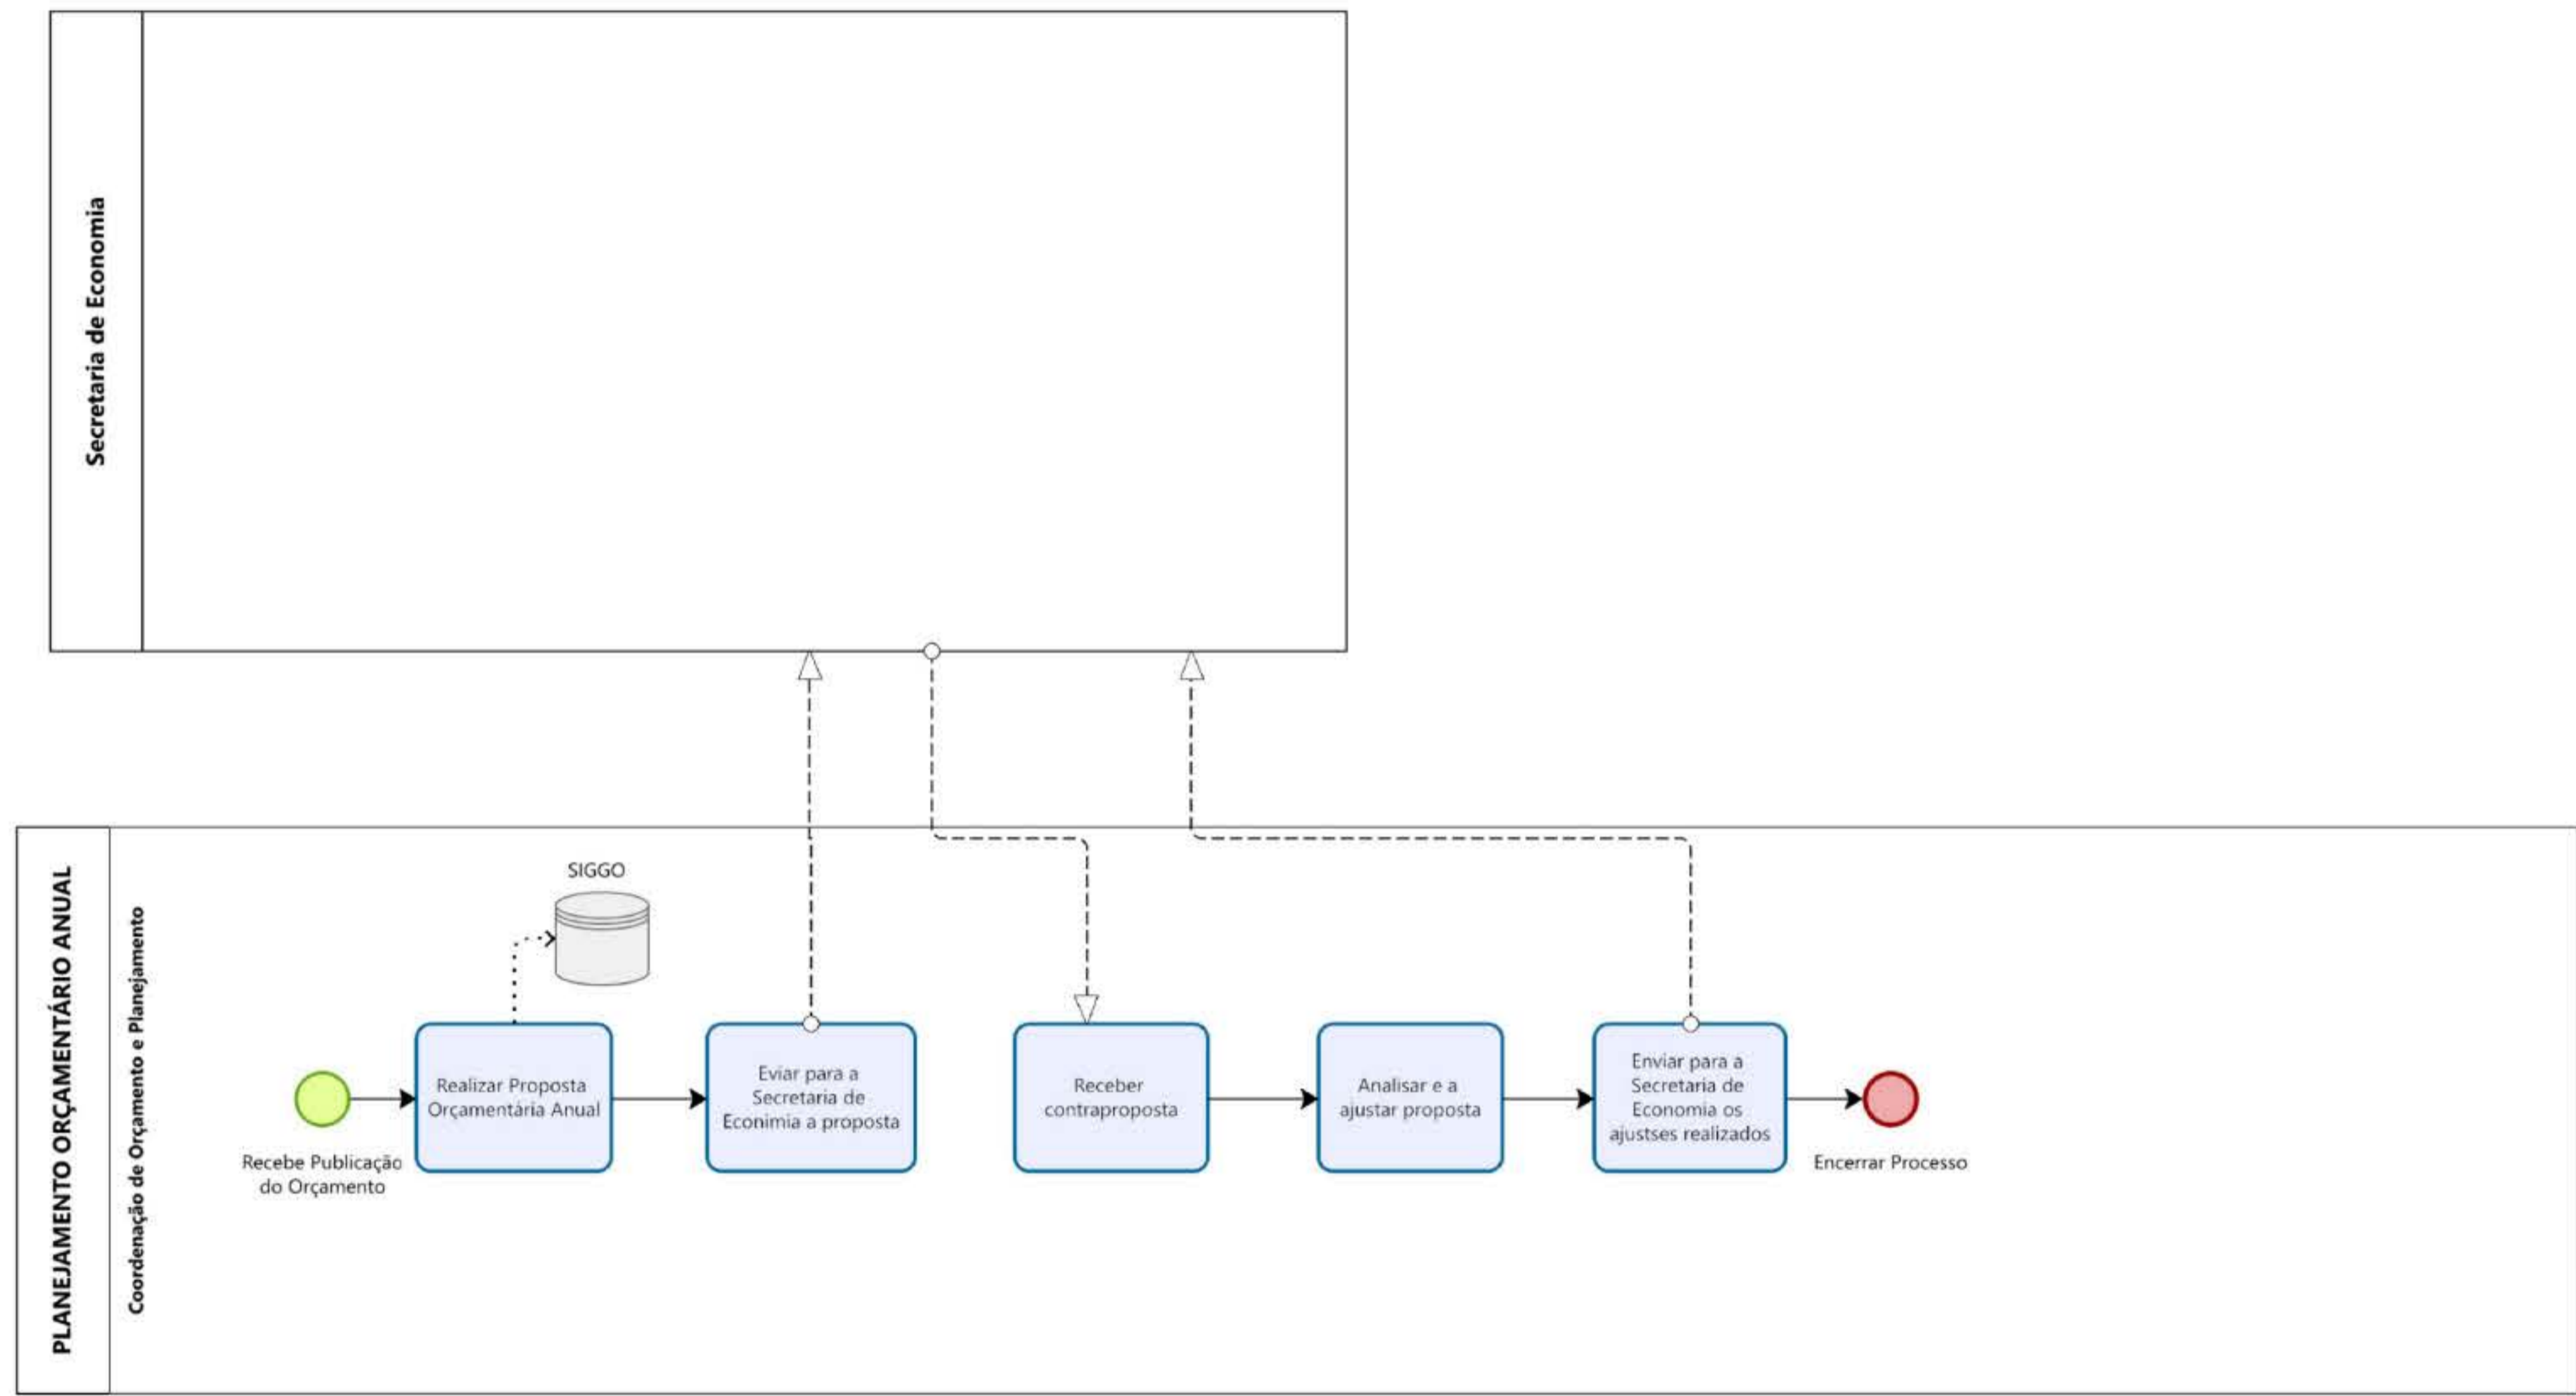 Secretaria de Economia
PLANEJAMENTO ORÇAMENTÁRIO ANUAL
Coordenação de Orçamento e Planejamento
SIGGO
Recebe Publicação
do Orçamento
Realizar Proposta
Orçamentária Anual
Eviar para a
Secretaria de
Econimia a proposta
Receber
contraproposta
Analisar e a
ajustar proposta
Enviar para a
Secretaria de
Economia os
ajustses realizados
Encerrar Processo